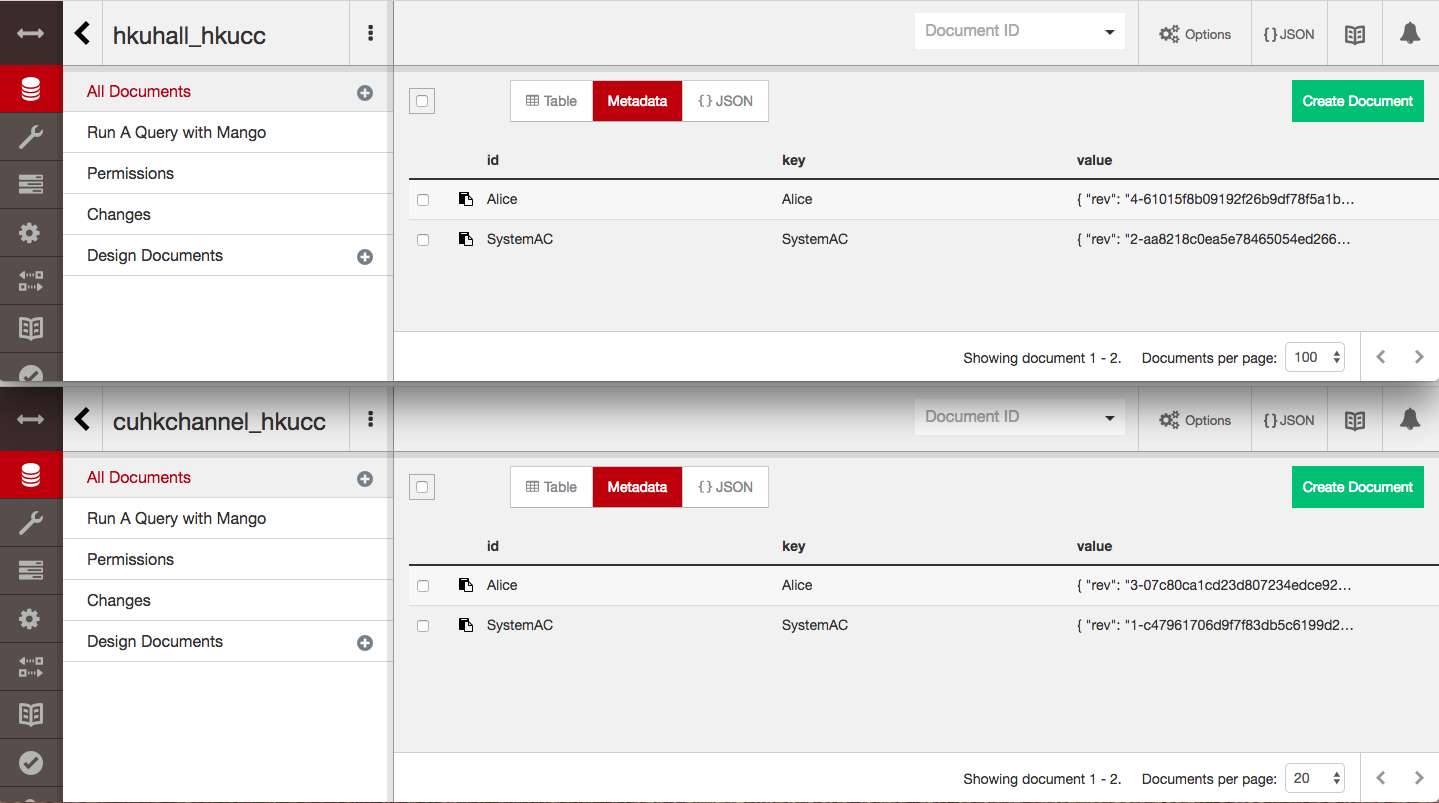 hkuhall_hkucc
Document ID
Options
{ } JSON
All Documents
Run A Query with Mango
Permissions
Changes
Design Documents
Table
Metadata
{ } JSON
Create Document
id key value
Alice Alice { "rev": "4-61015f8b09192f26b9df78f5a1b...
SystemAC SystemAC { "rev": "2-aa8218c0ea5e78465054ed266...
Showing document 1 - 2. Documents per page: 100
cuhkchannel_hkucc
Document ID
Options
{ } JSON
All Documents
Run A Query with Mango
Permissions
Changes
Design Documents
Table
Metadata
{ } JSON
Create Document
id key value
Alice Alice { "rev": "3-07c80ca1cd23d807234edce92...
SystemAC SystemAC { "rev": "1-c47961706d9f7f83db5c6199d2...
Showing document 1 - 2. Documents per page: 20